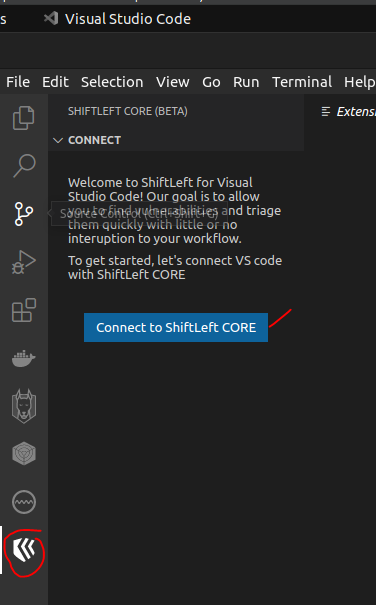 s
Visual Studio Code
File Edit Selection View Go Run Terminal Help
SHIFTLEFT CORE (BETA)
Extens
CONNECT
Welcome to ShiftLeft for Visual
Studio Code! Our goal is to allow
you to find vulnerabilities and triage
Source Control (Ctrl+Shift+G)
them quickly with little or no
interuption to your workflow.
To get started, let's connect VS code
with ShiftLeft CORE
Connect to ShiftLeft CORE